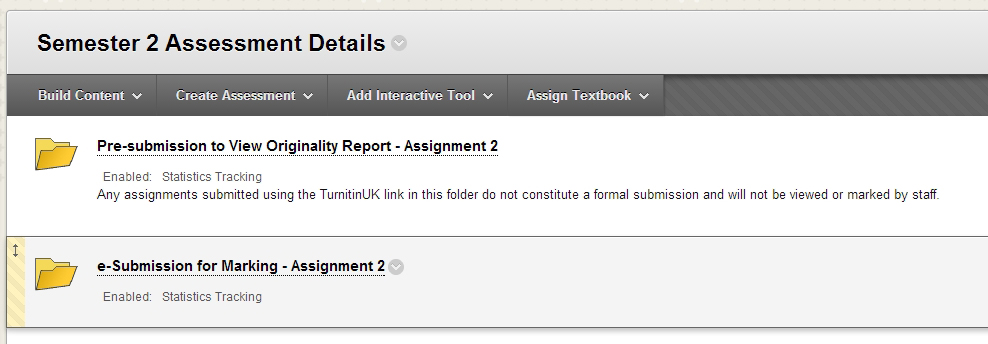 Semester 2 Assessment Details
Build Content Create Assessment Add Interactive Tool Assign Textbook
Pre-submission to View Originality Report - Assignment 2
Enabled: Statistics Tracking
Any assignments submitted using the TurnitinUK link in this folder do not constitute a formal submission and will not be viewed or marked by staff.
e-Submission for Marking - Assignment 2
Enabled: Statistics Tracking